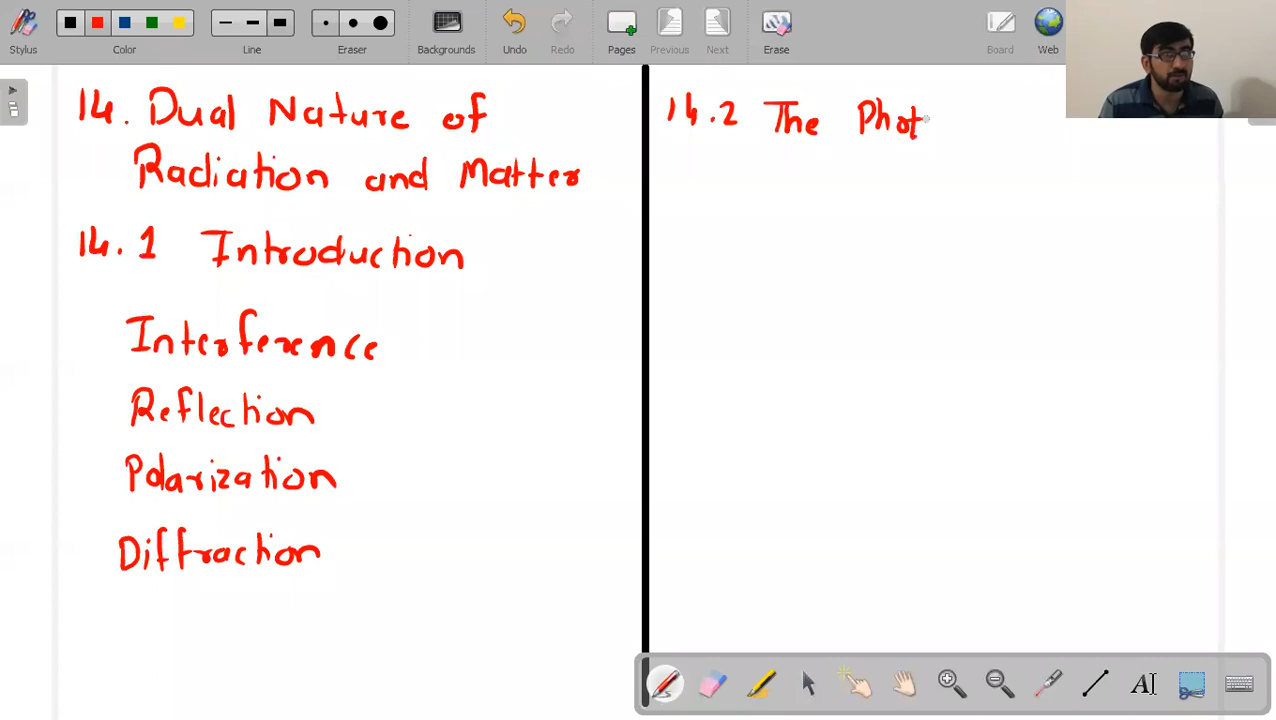 Stylus
Color
Line
Eraser
Backgrounds
Undo
Redo
Pages
Previous
Next
Erase
Board
Web
14. Dual Nature of
Radiation and Matter
14.1 Introduction
Interference
Reflection
Polarization
Diffraction
14.2 The Phot
AI